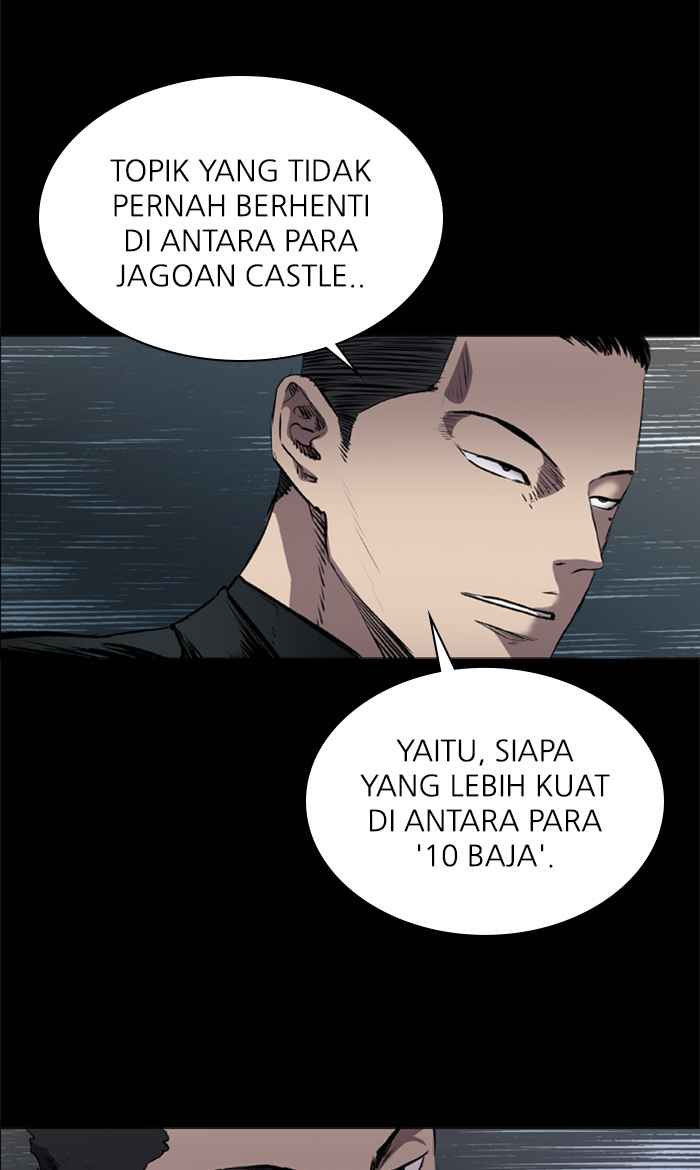 TOPIK YANG TIDAK
PERNAH BERHENTI
DI ANTARA PARA
JAGOAN CASTLE..
YAITU, SIAPA
YANG LEBIH KUAT
DI ANTARA PARA
'10 BAJA'.